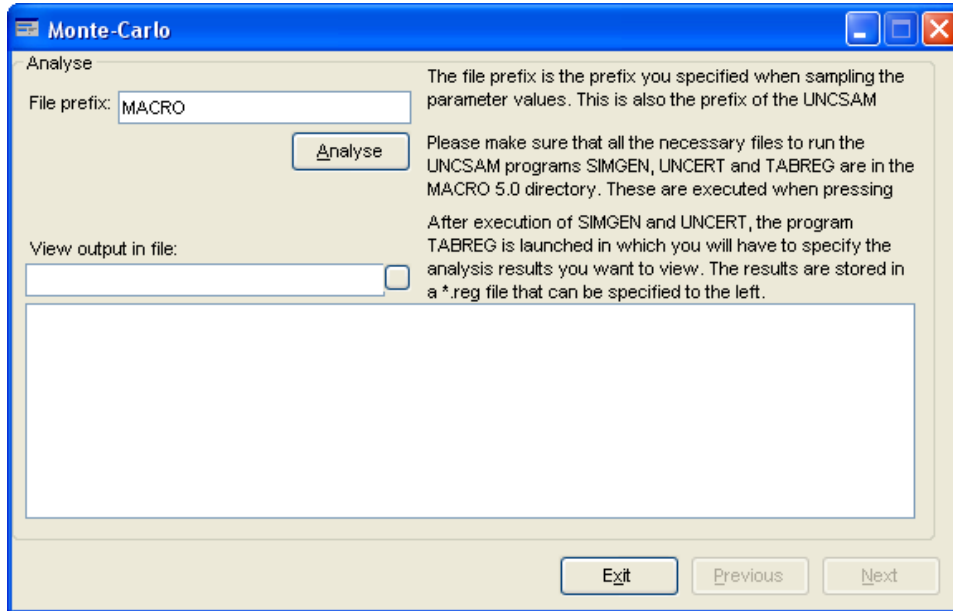 Monte-Carlo
Analyse
File prefix: MACRO
Analyse
The file prefix is the prefix you specified when sampling the
parameter values. This is also the prefix of the UNCSAM
Please make sure that all the necessary files to run the
UNCSAM programs SIMGEN, UNCERT and TABREG are in the
MACRO 5.0 directory. These are executed when pressing
After execution of SIMGEN and UNCERT, the program
TABREG is launched in which you will have to specify the
analysis results you want to view. The results are stored in
a *.reg file that can be specified to the left.
View output in file:
Exit Previous Next